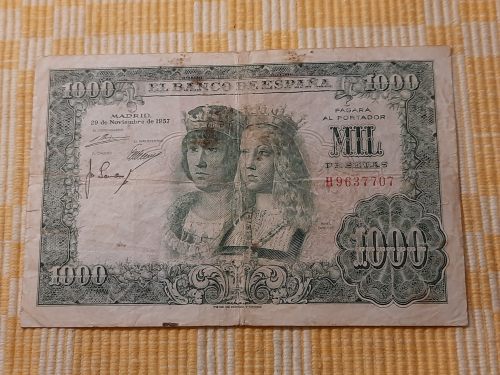 1000
EL BANCO DE ESPAÑA
1000
MADRID,
29 de Noviembre de 1957
PAGARÁ
AL PORTADOR
MIL
PESETAS
H9637707
1000
1000